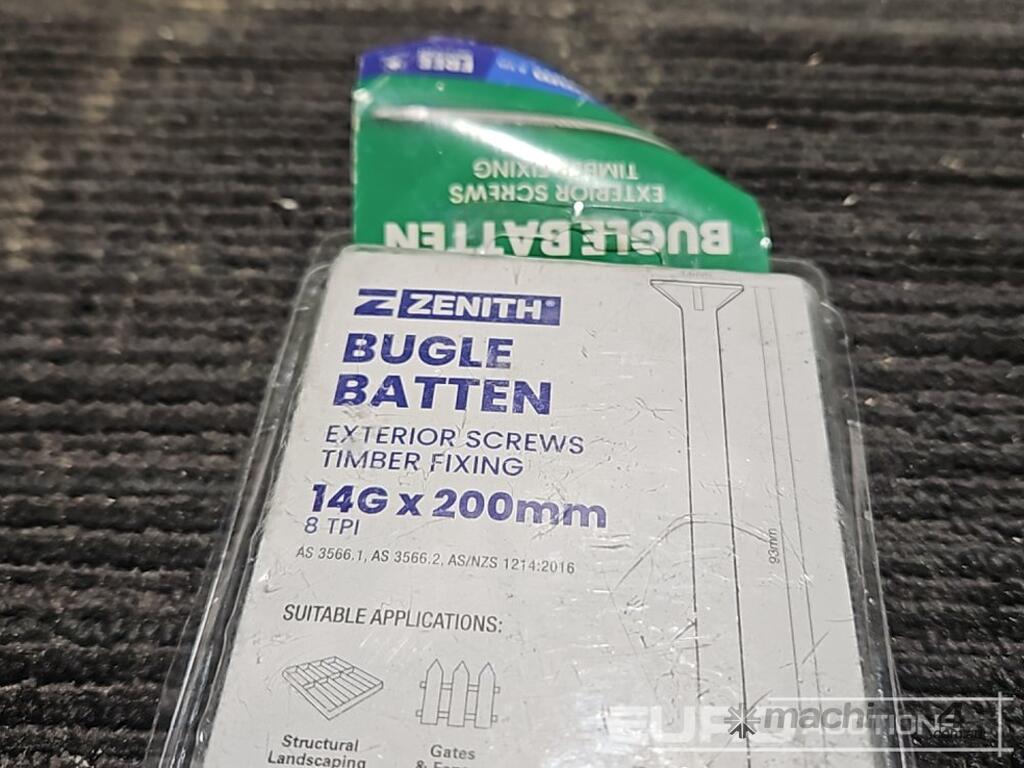 FREE
BUGLE BATTEN
EXTERIOR SCREWS
TIMBER FIXING
ZENITH®
BUGLE
BATTEN
EXTERIOR SCREWS
TIMBER FIXING
14G x 200mm
8 TPI
AS 3566.1, AS 3566.2, AS/NZS 1214:2016
SUITABLE APPLICATIONS:
Structural
Landscaping
Gates
&
93mm